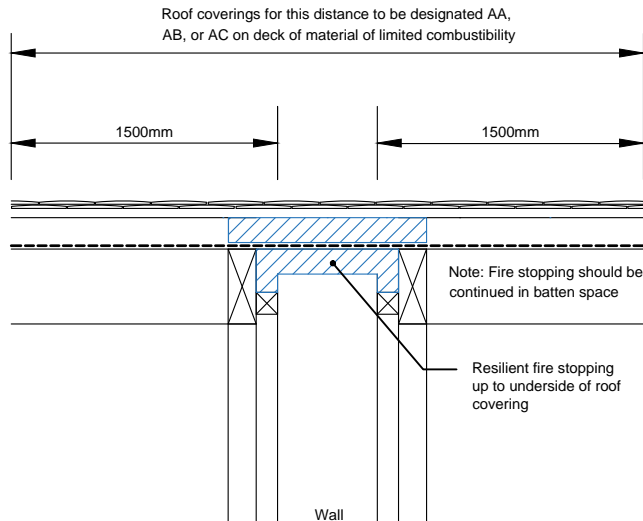 Roof coverings for this distance to be designated AA,
AB, or AC on deck of material of limited combustibility
1500mm
1500mm
Note: Fire stopping should be
continued in batten space
Resilient fire stopping
up to underside of roof
covering
Wall